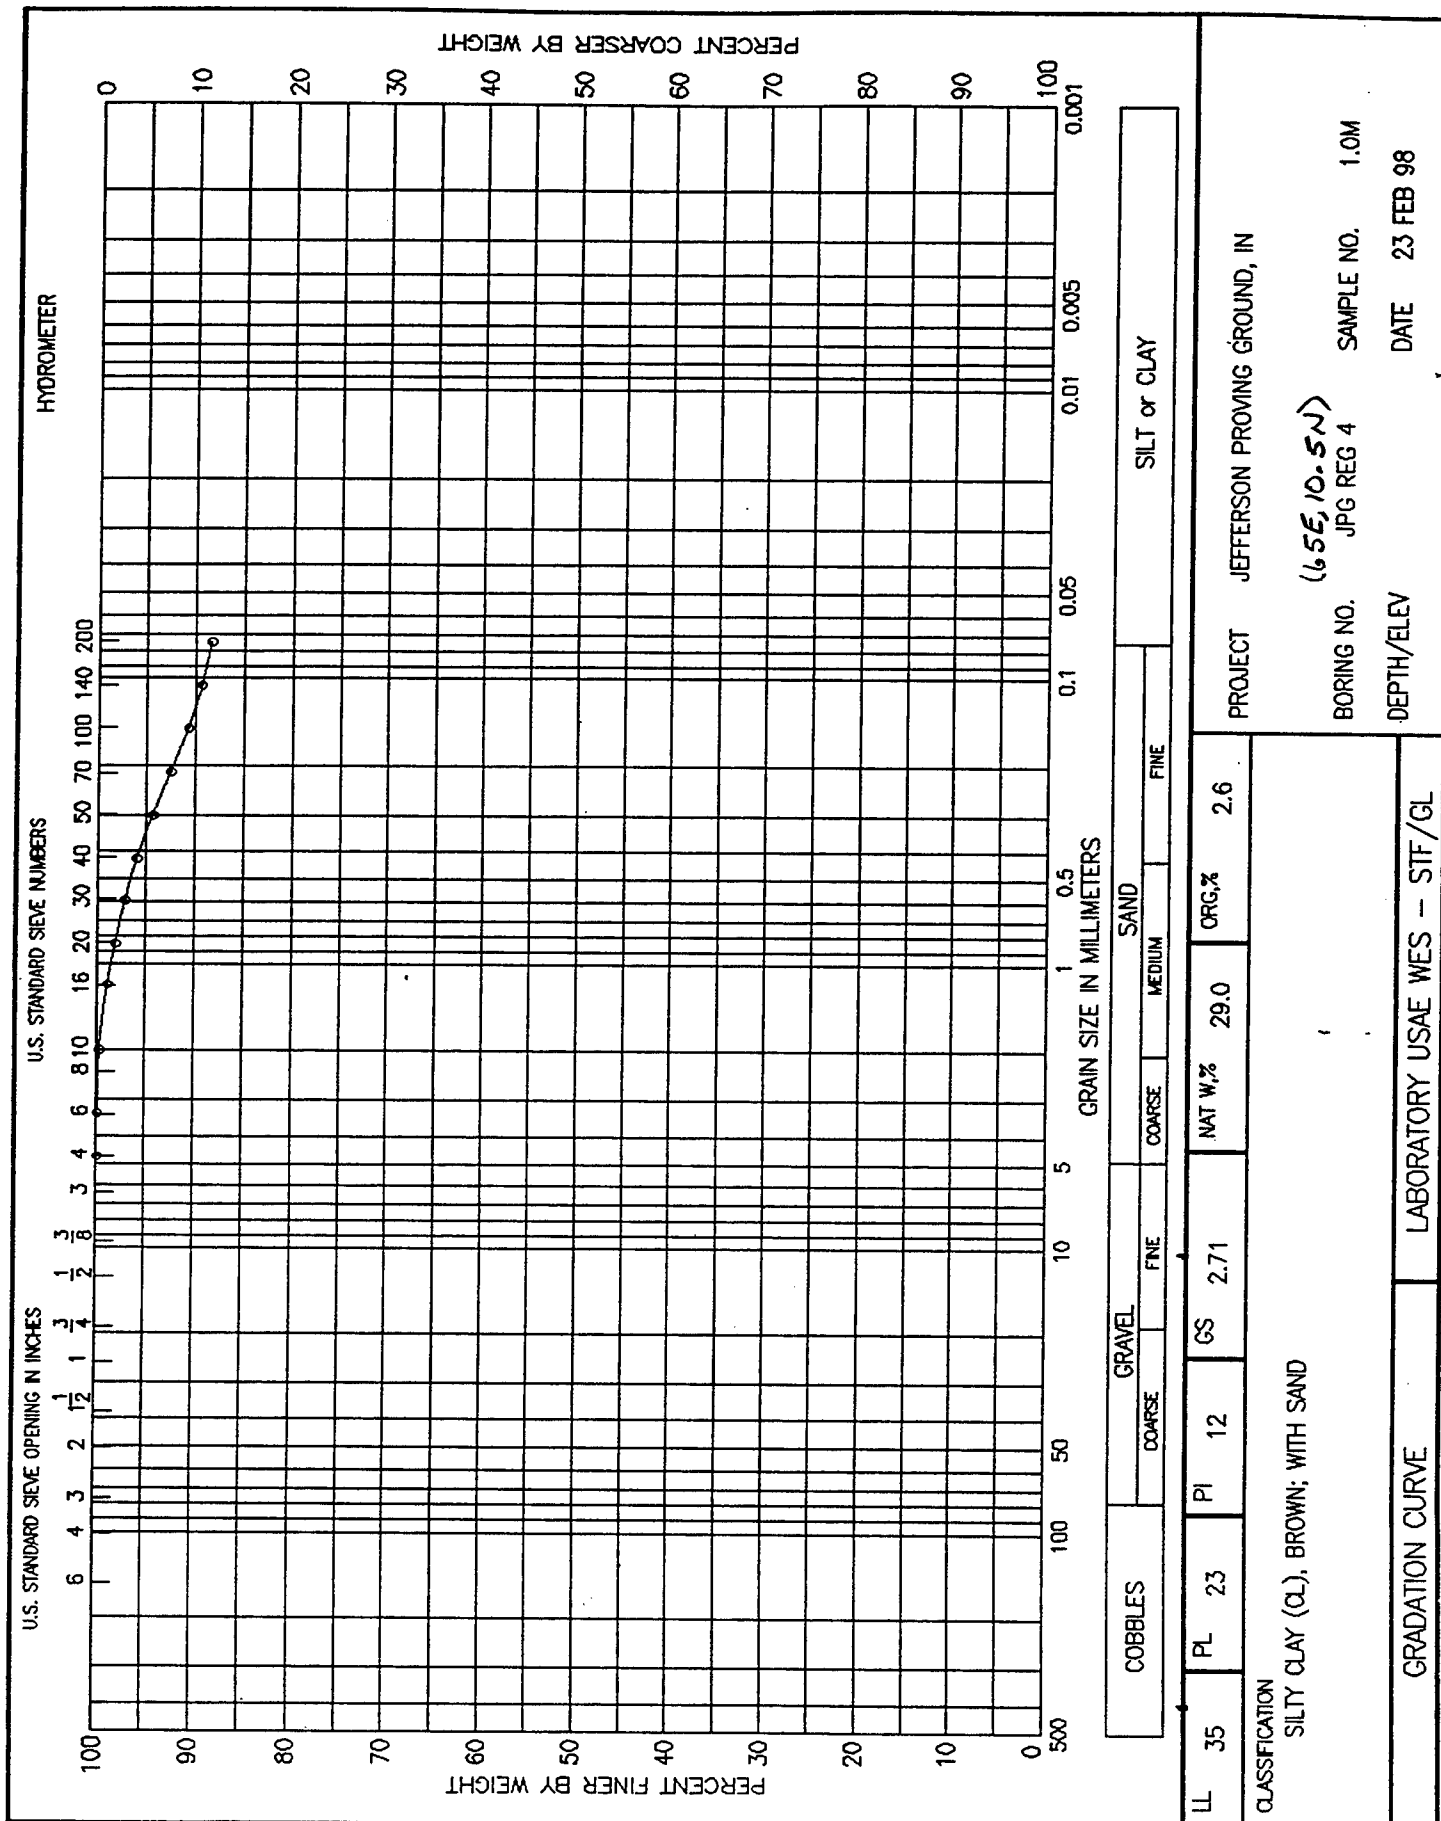 U.S. STANDARD SIEVE OPENING IN INCHES
U.S. STANDARD SIEVE NUMBERS
HYDROMETER
6 4 3 2 1 1/2 1 3/4 1/2 3/8 3 4 6 8 10 16 20 30 40 50 70 100 140 200
PERCENT FINER BY WEIGHT
100
90
80
70
60
50
40
30
20
10
0
PERCENT COARSER BY WEIGHT
0
10
20
30
40
50
60
70
80
90
100
500 100 50 10 5 1 0.5 0.1 0.05 0.01 0.005 0.001
GRAIN SIZE IN MILLIMETERS
COBBLES
GRAVEL
COARSE FINE
SAND
COARSE MEDIUM FINE
SILT or CLAY
LL 35 PL 23 PI 12 GS 2.71 NAT W,% 29.0 ORG,% 2.6
CLASSIFICATION
SILTY CLAY (CL), BROWN; WITH SAND
PROJECT JEFFERSON PROVING GROUND, IN
(65E, 10.5N)
BORING NO. JPG REG 4 SAMPLE NO. 1.0M
DEPTH/ELEV DATE 23 FEB 98
GRADATION CURVE
LABORATORY USAE WES – STF/GL